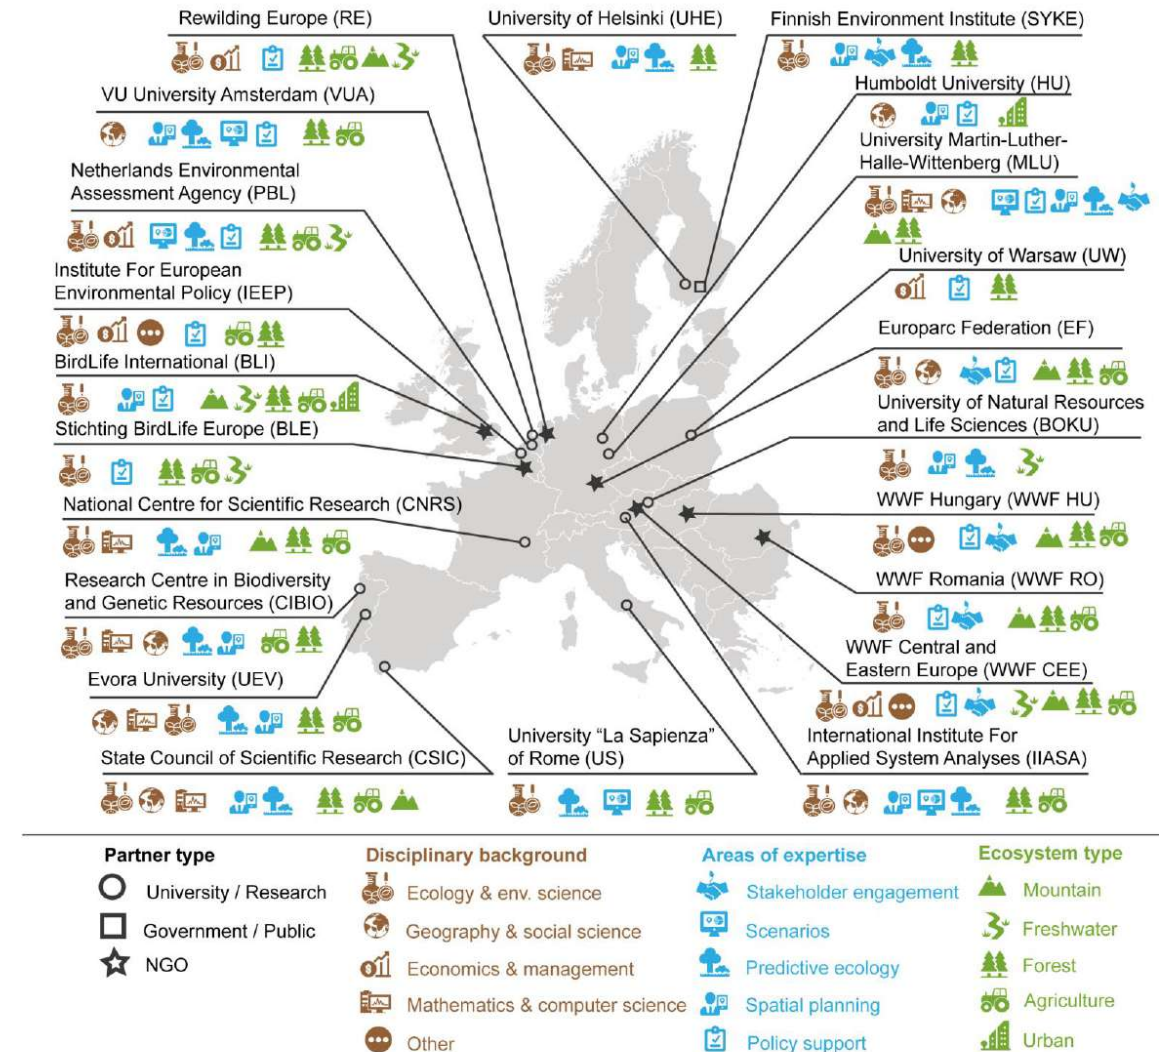 Rewilding Europe (RE)
University of Helsinki (UHE)
Finnish Environment Institute (SYKE)
VU University Amsterdam (VUA)
Humboldt University (HU)
University Martin-Luther-
Halle-Wittenberg (MLU)
Netherlands Environmental
Assessment Agency (PBL)
University of Warsaw (UW)
Institute For European
Environmental Policy (IEEP)
Europarc Federation (EF)
BirdLife International (BLI)
University of Natural Resources
and Life Sciences (BOKU)
Stichting BirdLife Europe (BLE)
National Centre for Scientific Research (CNRS)
WWF Hungary (WWF HU)
Research Centre in Biodiversity
and Genetic Resources (CIBIO)
WWF Romania (WWF RO)
WWF Central and
Eastern Europe (WWF CEE)
Evora University (UEV)
State Council of Scientific Research (CSIC)
University “La Sapienza”
of Rome (US)
International Institute For
Applied System Analyses (IIASA)
Partner type
University / Research
Government / Public
NGO
Disciplinary background
Ecology & env. science
Geography & social science
Economics & management
Mathematics & computer science
Other
Areas of expertise
Stakeholder engagement
Scenarios
Predictive ecology
Spatial planning
Policy support
Ecosystem type
Mountain
Freshwater
Forest
Agriculture
Urban